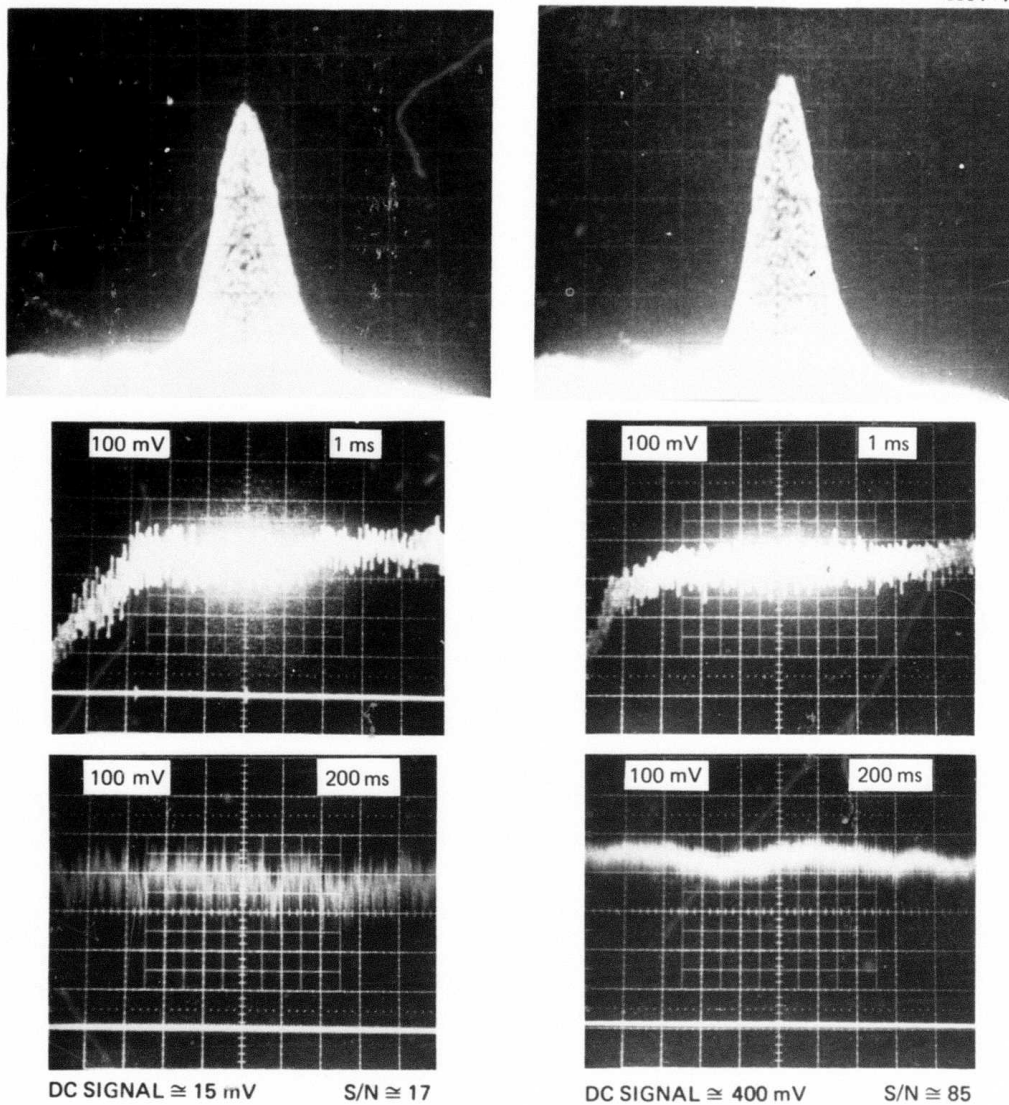 100 mV 1 ms
100 mV 1 ms
100 mV 200 ms
100 mV 200 ms
DC SIGNAL ≅ 15 mV S/N ≅ 17
DC SIGNAL ≅ 400 mV S/N ≅ 85